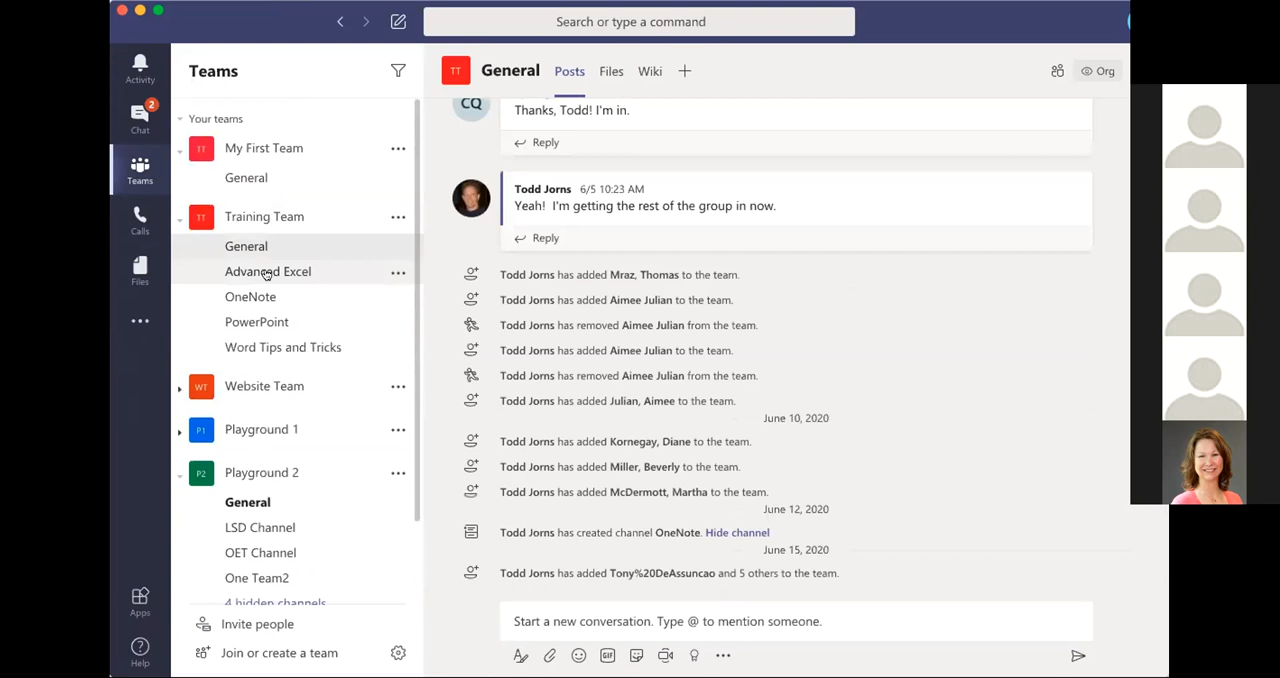 Search or type a command
Activity
2
Chat
Teams
Calls
Files
Apps
Help
Teams
Your teams
TT My First Team
General
TT Training Team
General
Advanced Excel
OneNote
PowerPoint
Word Tips and Tricks
WT Website Team
P1 Playground 1
P2 Playground 2
General
LSD Channel
OET Channel
One Team2
4 hidden channels
Invite people
Join or create a team
TT General Posts Files Wiki
Org
CQ
Thanks, Todd! I'm in.
Reply
Todd Jorns 6/5 10:23 AM
Yeah! I'm getting the rest of the group in now.
Reply
Todd Jorns has added Mraz, Thomas to the team.
Todd Jorns has added Aimee Julian to the team.
Todd Jorns has removed Aimee Julian from the team.
Todd Jorns has added Aimee Julian to the team.
Todd Jorns has removed Aimee Julian from the team.
Todd Jorns has added Julian, Aimee to the team.
June 10, 2020
Todd Jorns has added Kornegay, Diane to the team.
Todd Jorns has added Miller, Beverly to the team.
Todd Jorns has added McDermott, Martha to the team.
June 12, 2020
Todd Jorns has created channel OneNote. Hide channel
June 15, 2020
Todd Jorns has added Tony%20DeAssuncao and 5 others to the team.
Start a new conversation. Type @ to mention someone.
GIF